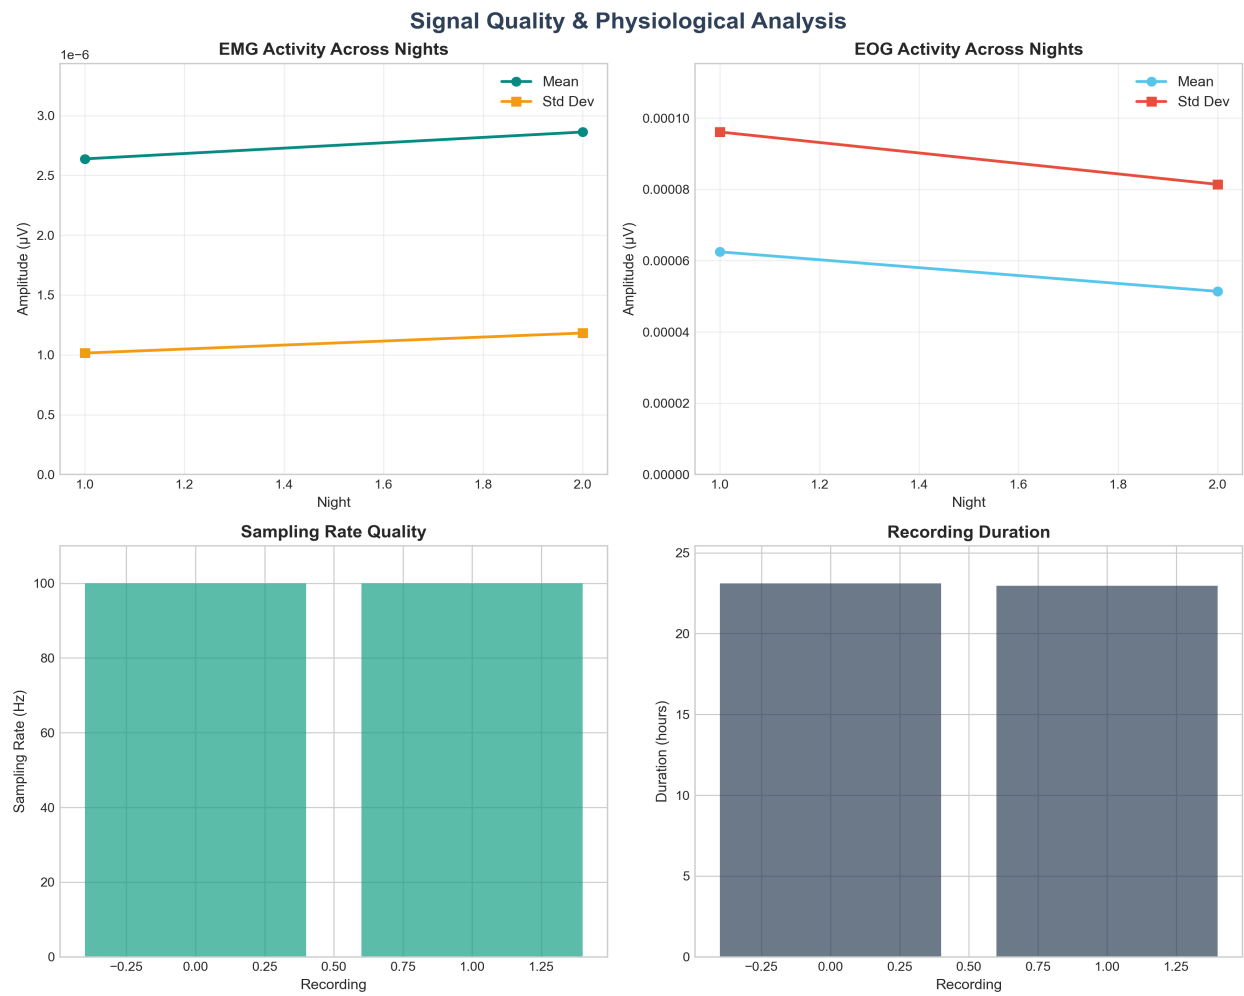 Signal Quality & Physiological Analysis
EMG Activity Across Nights
1e−6
Mean
Std Dev
3.0
2.5
2.0
1.5
1.0
0.5
0.0
Amplitude (μV)
1.0 1.2 1.4 1.6 1.8 2.0
Night
EOG Activity Across Nights
Mean
Std Dev
0.00010
0.00008
0.00006
0.00004
0.00002
0.00000
Amplitude (μV)
1.0 1.2 1.4 1.6 1.8 2.0
Night
Sampling Rate Quality
100
80
60
40
20
0
Sampling Rate (Hz)
−0.25 0.00 0.25 0.50 0.75 1.00 1.25
Recording
Recording Duration
25
20
15
10
5
0
Duration (hours)
−0.25 0.00 0.25 0.50 0.75 1.00 1.25
Recording